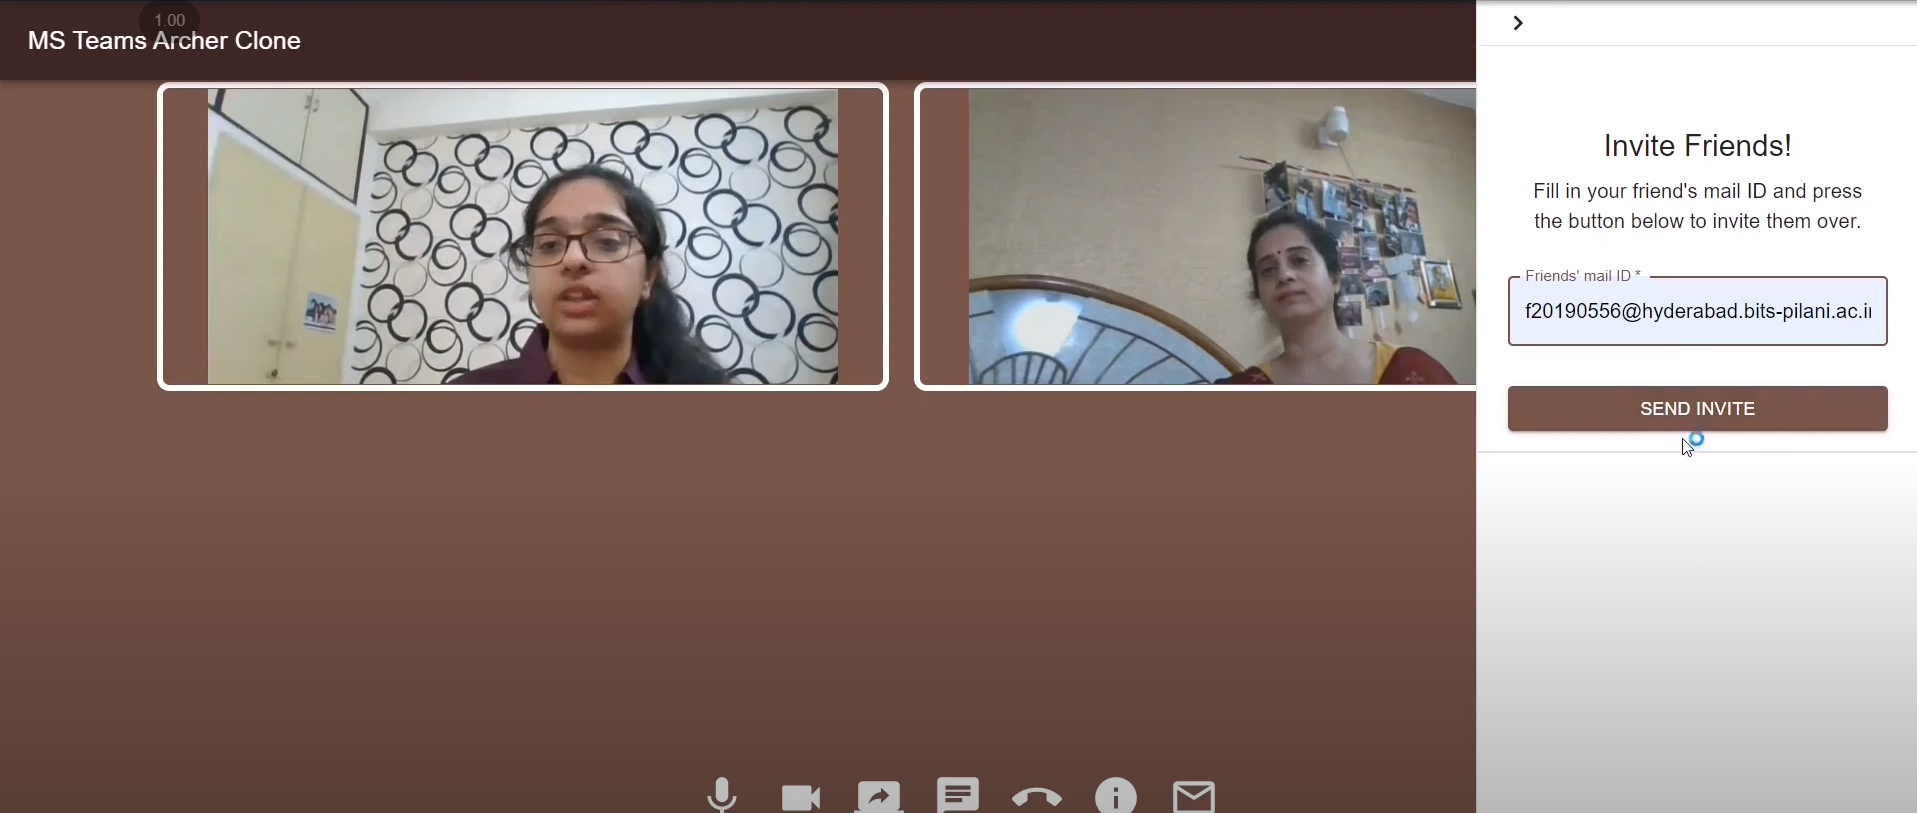 1.00
MS Teams Archer Clone
Invite Friends!
Fill in your friend's mail ID and press
the button below to invite them over.
Friends' mail ID *
f20190556@hyderabad.bits-pilani.ac.i
SEND INVITE